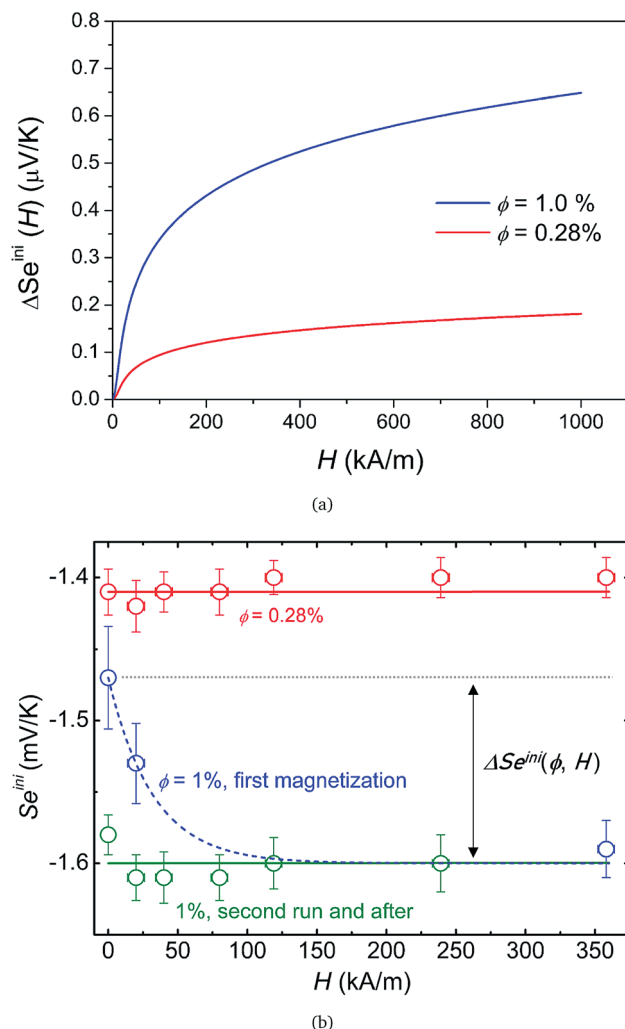 0.8
0.7
0.6
0.5
0.4
0.3
0.2
0.1
0.0
ΔSe^ini (H) (μV/K)
ϕ = 1.0 %
ϕ = 0.28%
0 200 400 600 800 1000
H (kA/m)
(a)
-1.4
-1.5
-1.6
Se^ini (mV/K)
ϕ = 0.28%
ΔSe^ini(ϕ, H)
ϕ = 1%, first magnetization
1%, second run and after
0 50 100 150 200 250 300 350
H (kA/m)
(b)